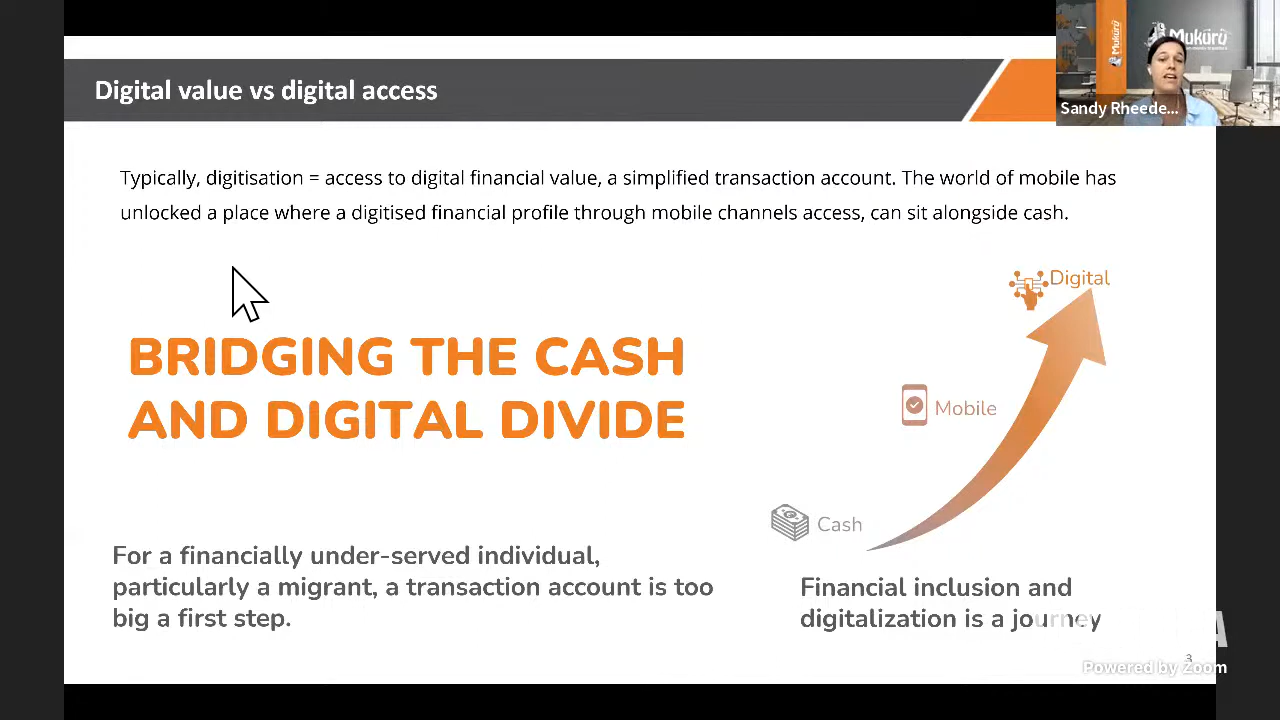 Digital value vs digital access
Mukuru
Sandy Rheede...
Typically, digitisation = access to digital financial value, a simplified transaction account. The world of mobile has
unlocked a place where a digitised financial profile through mobile channels access, can sit alongside cash.
Digital
BRIDGING THE CASH
AND DIGITAL DIVIDE
Mobile
Cash
For a financially under-served individual,
particularly a migrant, a transaction account is too
big a first step.
Financial inclusion and
digitalization is a journey
3
Powered by Zoom